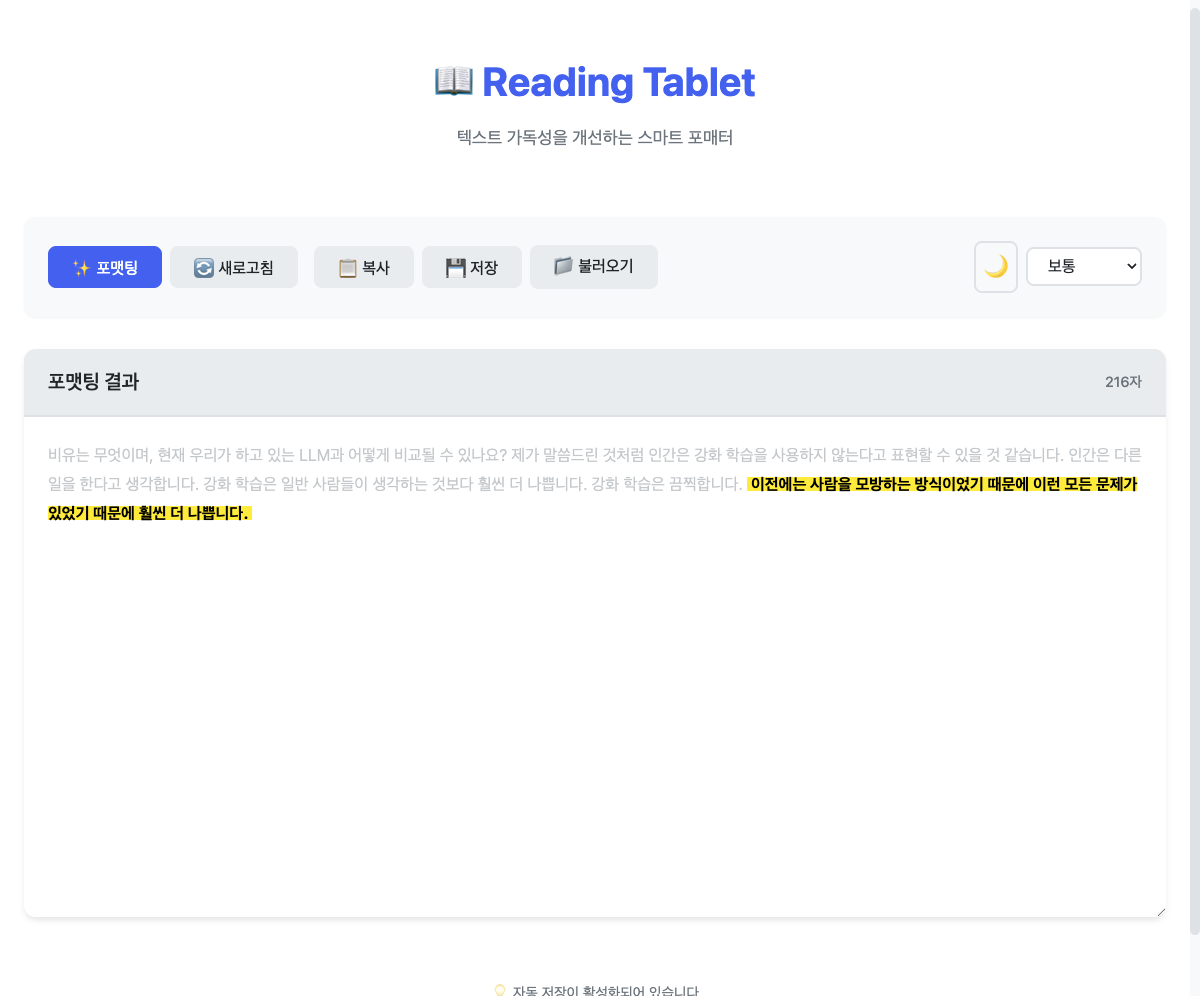 📖 Reading Tablet
텍스트 가독성을 개선하는 스마트 포매터
✨ 포맷팅 🔄 새로고침 📋 복사 💾 저장 📁 불러오기 🌙 보통
포맷팅 결과 216자
비유는 무엇이며, 현재 우리가 하고 있는 LLM과 어떻게 비교될 수 있나요? 제가 말씀드린 것처럼 인간은 강화 학습을 사용하지 않는다고 표현할 수 있을 것 같습니다. 인간은 다른
일을 한다고 생각합니다. 강화 학습은 일반 사람들이 생각하는 것보다 훨씬 더 나쁩니다. 강화 학습은 끔찍합니다. 이전에는 사람을 모방하는 방식이었기 때문에 이런 모든 문제가
있었기 때문에 훨씬 더 나쁩니다.
💡 자동 저장이 활성화되어 있습니다